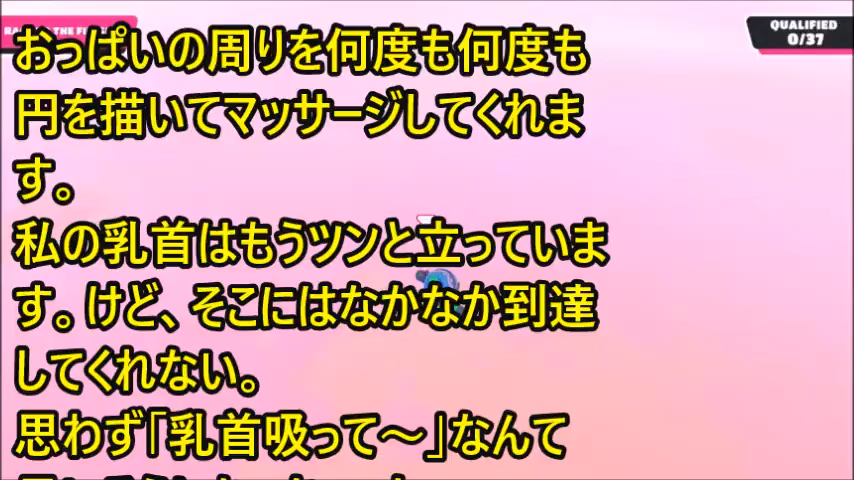 QUALIFIED
0/37
おっぱいの周りを何度も何度も
円を描いてマッサージしてくれま
す。
私の乳首はもうツンと立っていま
す。けど、そこにはなかなか到達
してくれない。
思わず「乳首吸って～」なんて